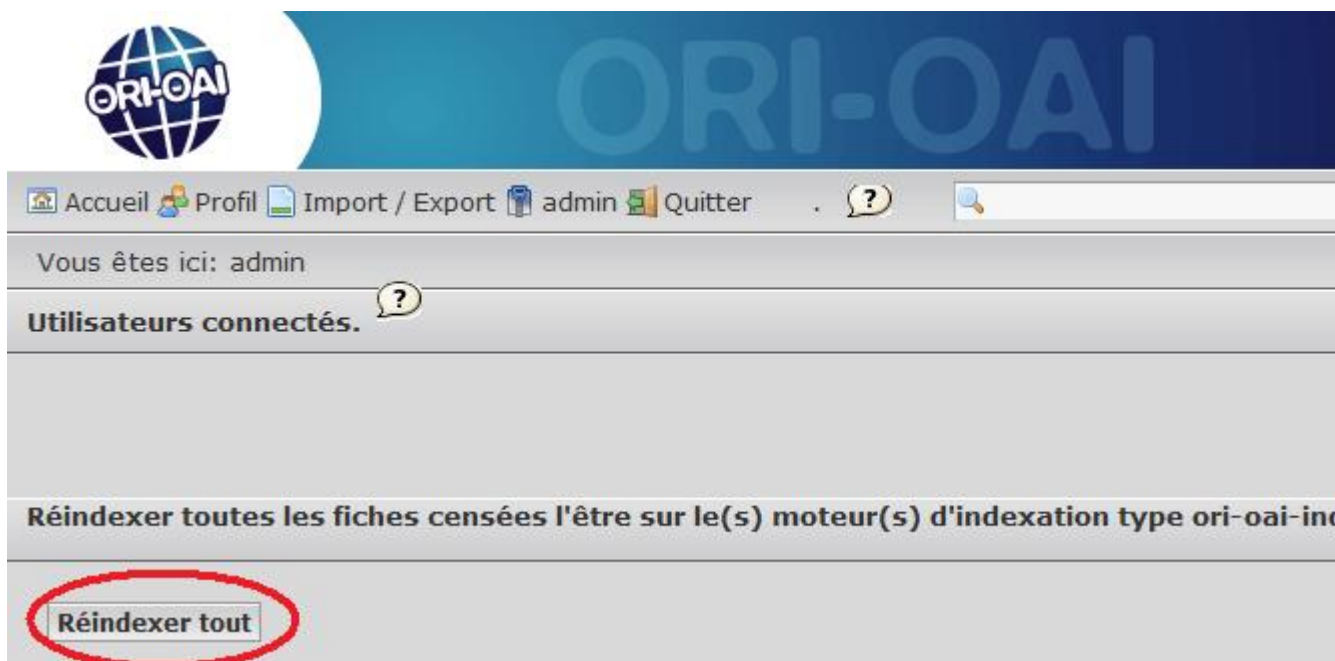 ORI-OAI
ORI-OAI
Accueil Profil Import / Export admin Quitter . ?
Vous êtes ici: admin
Utilisateurs connectés. ?
Réindexer toutes les fiches censées l'être sur le(s) moteur(s) d'indexation type ori-oai-ind
Réindexer tout